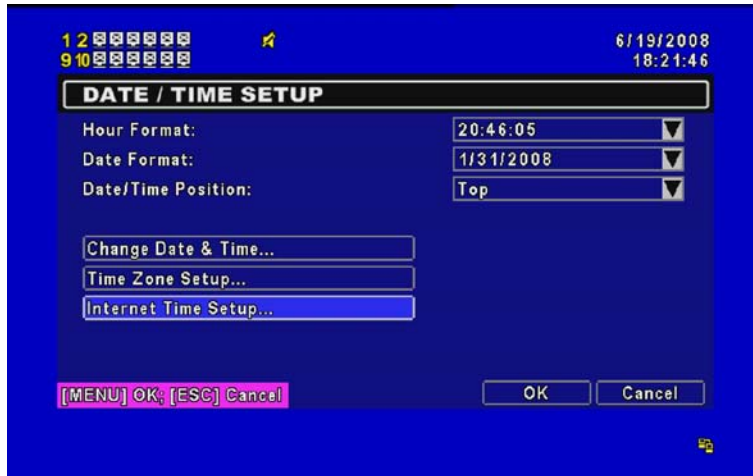 1 2
6/19/2008
9 10
18:21:46
DATE / TIME SETUP
Hour Format: 20:46:05
Date Format: 1/31/2008
Date/Time Position: Top
Change Date & Time...
Time Zone Setup...
Internet Time Setup...
[MENU] OK; [ESC] Cancel
OK Cancel